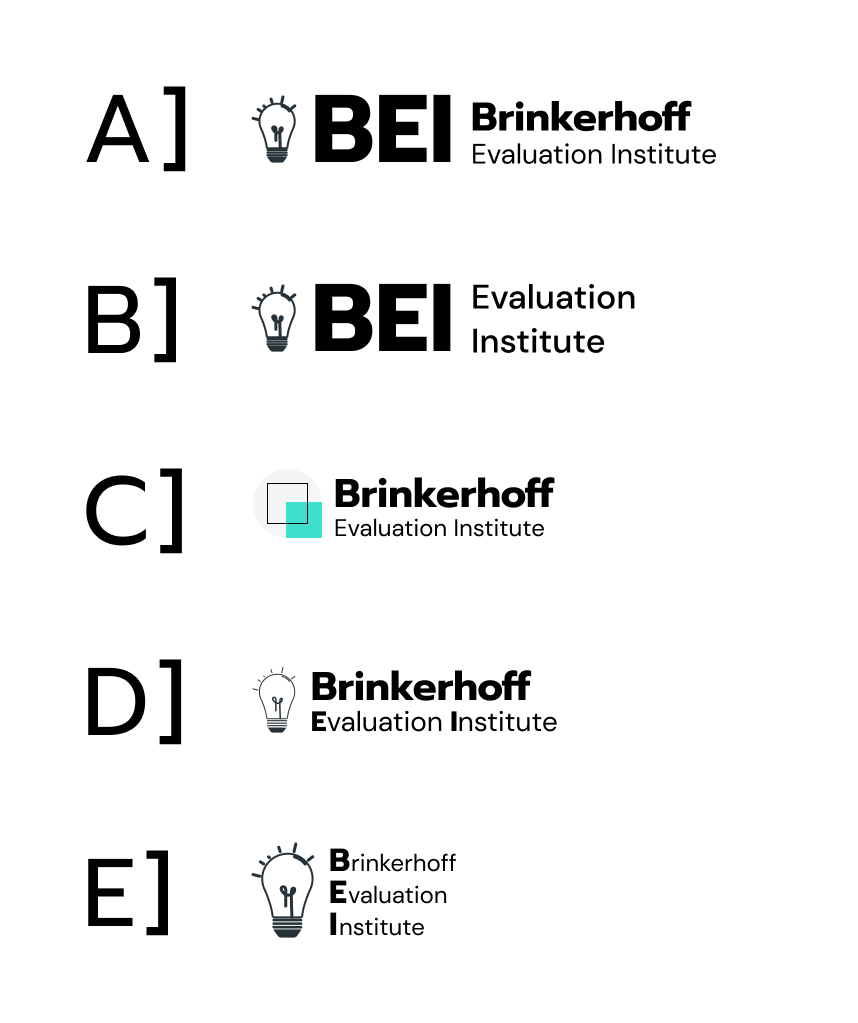 A] BEI Brinkerhoff
Evaluation Institute
B] BEI Evaluation
Institute
C] Brinkerhoff
Evaluation Institute
D] Brinkerhoff
Evaluation Institute
E] Brinkerhoff
Evaluation
Institute